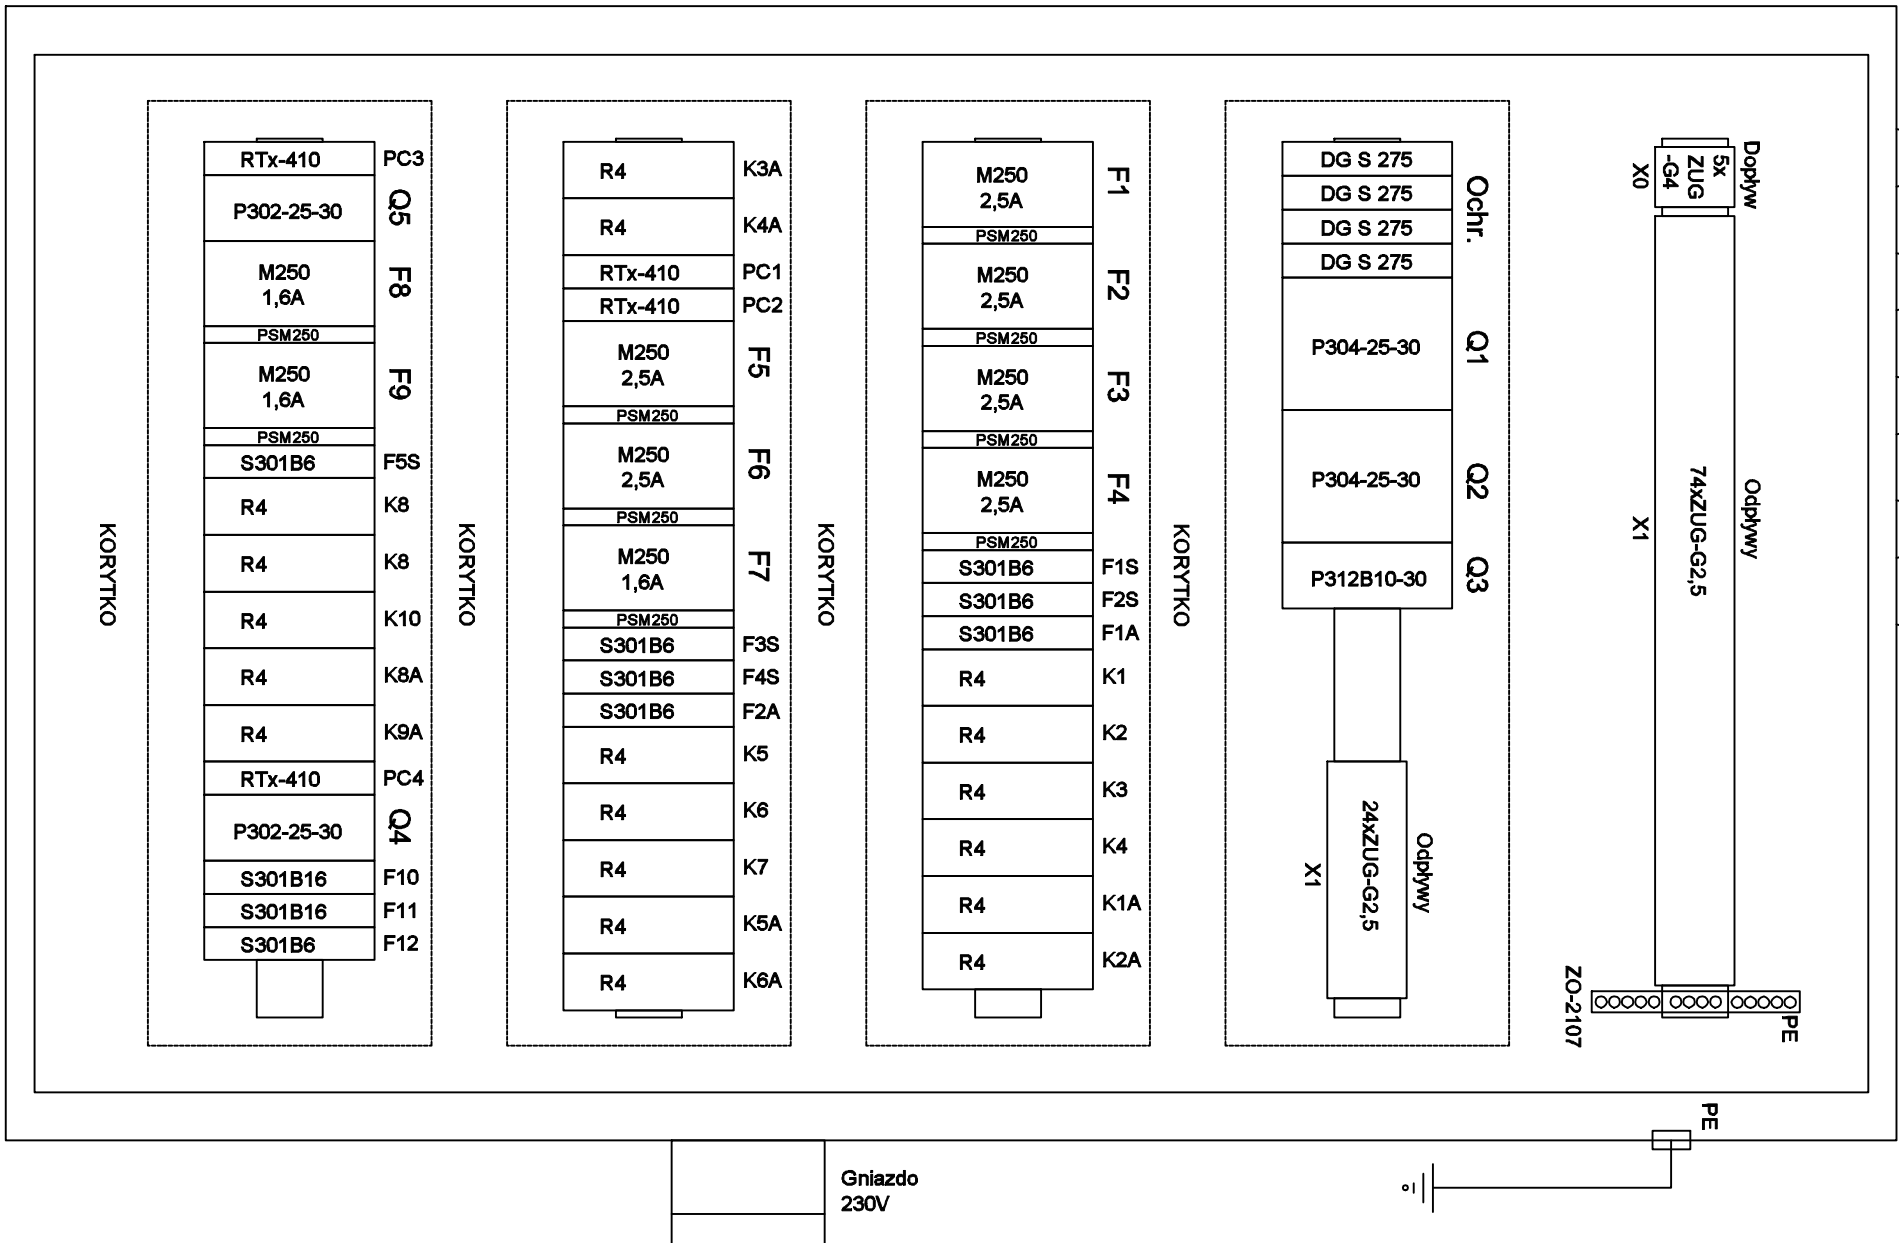 KORYTKO
RTx-410 PC3
P302-25-30 Q5
M250
1,6A
F8
PSM250
M250
1,6A
F9
PSM250
S301B6 F5S
R4 K8
R4 K8
R4 K10
R4 K8A
R4 K9A
RTx-410 PC4
P302-25-30 Q4
S301B16 F10
S301B16 F11
S301B6 F12
KORYTKO
R4 K3A
R4 K4A
RTx-410 PC1
RTx-410 PC2
M250
2,5A
F5
PSM250
M250
2,5A
F6
PSM250
M250
1,6A
F7
PSM250
S301B6 F3S
S301B6 F4S
S301B6 F2A
R4 K5
R4 K6
R4 K7
R4 K5A
R4 K6A
KORYTKO
M250
2,5A
F1
PSM250
M250
2,5A
F2
PSM250
M250
2,5A
F3
PSM250
M250
2,5A
F4
PSM250
S301B6 F1S
S301B6 F2S
S301B6 F1A
R4 K1
R4 K2
R4 K3
R4 K4
R4 K1A
R4 K2A
KORYTKO
DG S 275
DG S 275
DG S 275
DG S 275
Ochr.
P304-25-30 Q1
P304-25-30 Q2
P312B10-30 Q3
Odpływy
24xZUG-G2,5
X1
Dopływ
5x
ZUG
-G4
X0
Odpływy
74xZUG-G2,5
X1
ZO-2107
PE
PE
Gniazdo
230V